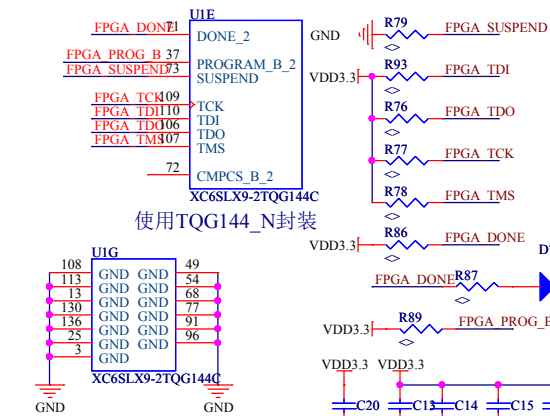 U1E
FPGA_DONE 71 DONE_2
FPGA_PROG_B 37 PROGRAM_B_2
FPGA_SUSPEND 73 SUSPEND
FPGA_TCK 109 TCK
FPGA_TDI 110 TDI
FPGA_TDO 106 TDO
FPGA_TMS 107 TMS
72 CMPCS_B_2
XC6SLX9-2TQG144C
使用TQG144_N封装
U1G
108 GND GND 49
113 GND GND 54
13 GND GND 68
130 GND GND 77
136 GND GND 91
25 GND GND 96
3 GND
XC6SLX9-2TQG144C
GND GND
GND R79 FPGA_SUSPEND
VDD3.3 R93 FPGA_TDI
R76 FPGA_TDO
R77 FPGA_TCK
R78 FPGA_TMS
VDD3.3 R86 FPGA_DONE
FPGA_DONE R87
VDD3.3 R89 FPGA_PROG_B
VDD3.3 VDD3.3
C20 C13 C14 C15